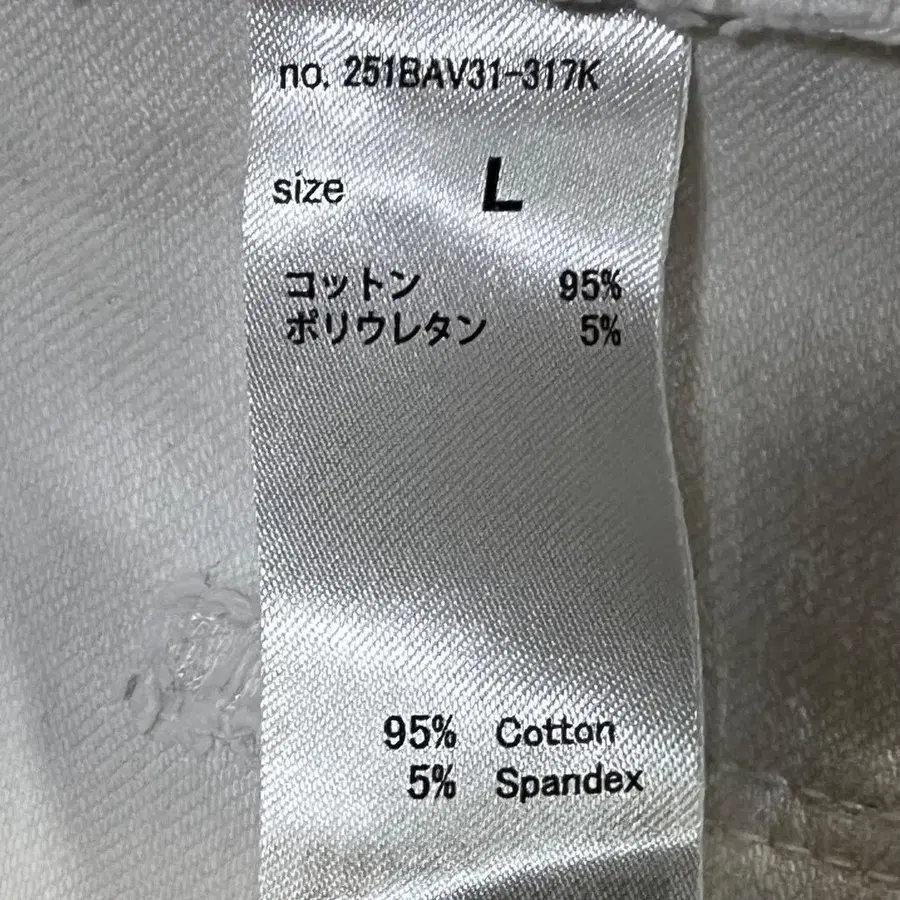 no. 251BAV31-317K
size L
コットン 95%
ポリウレタン 5%
95% Cotton
5% Spandex